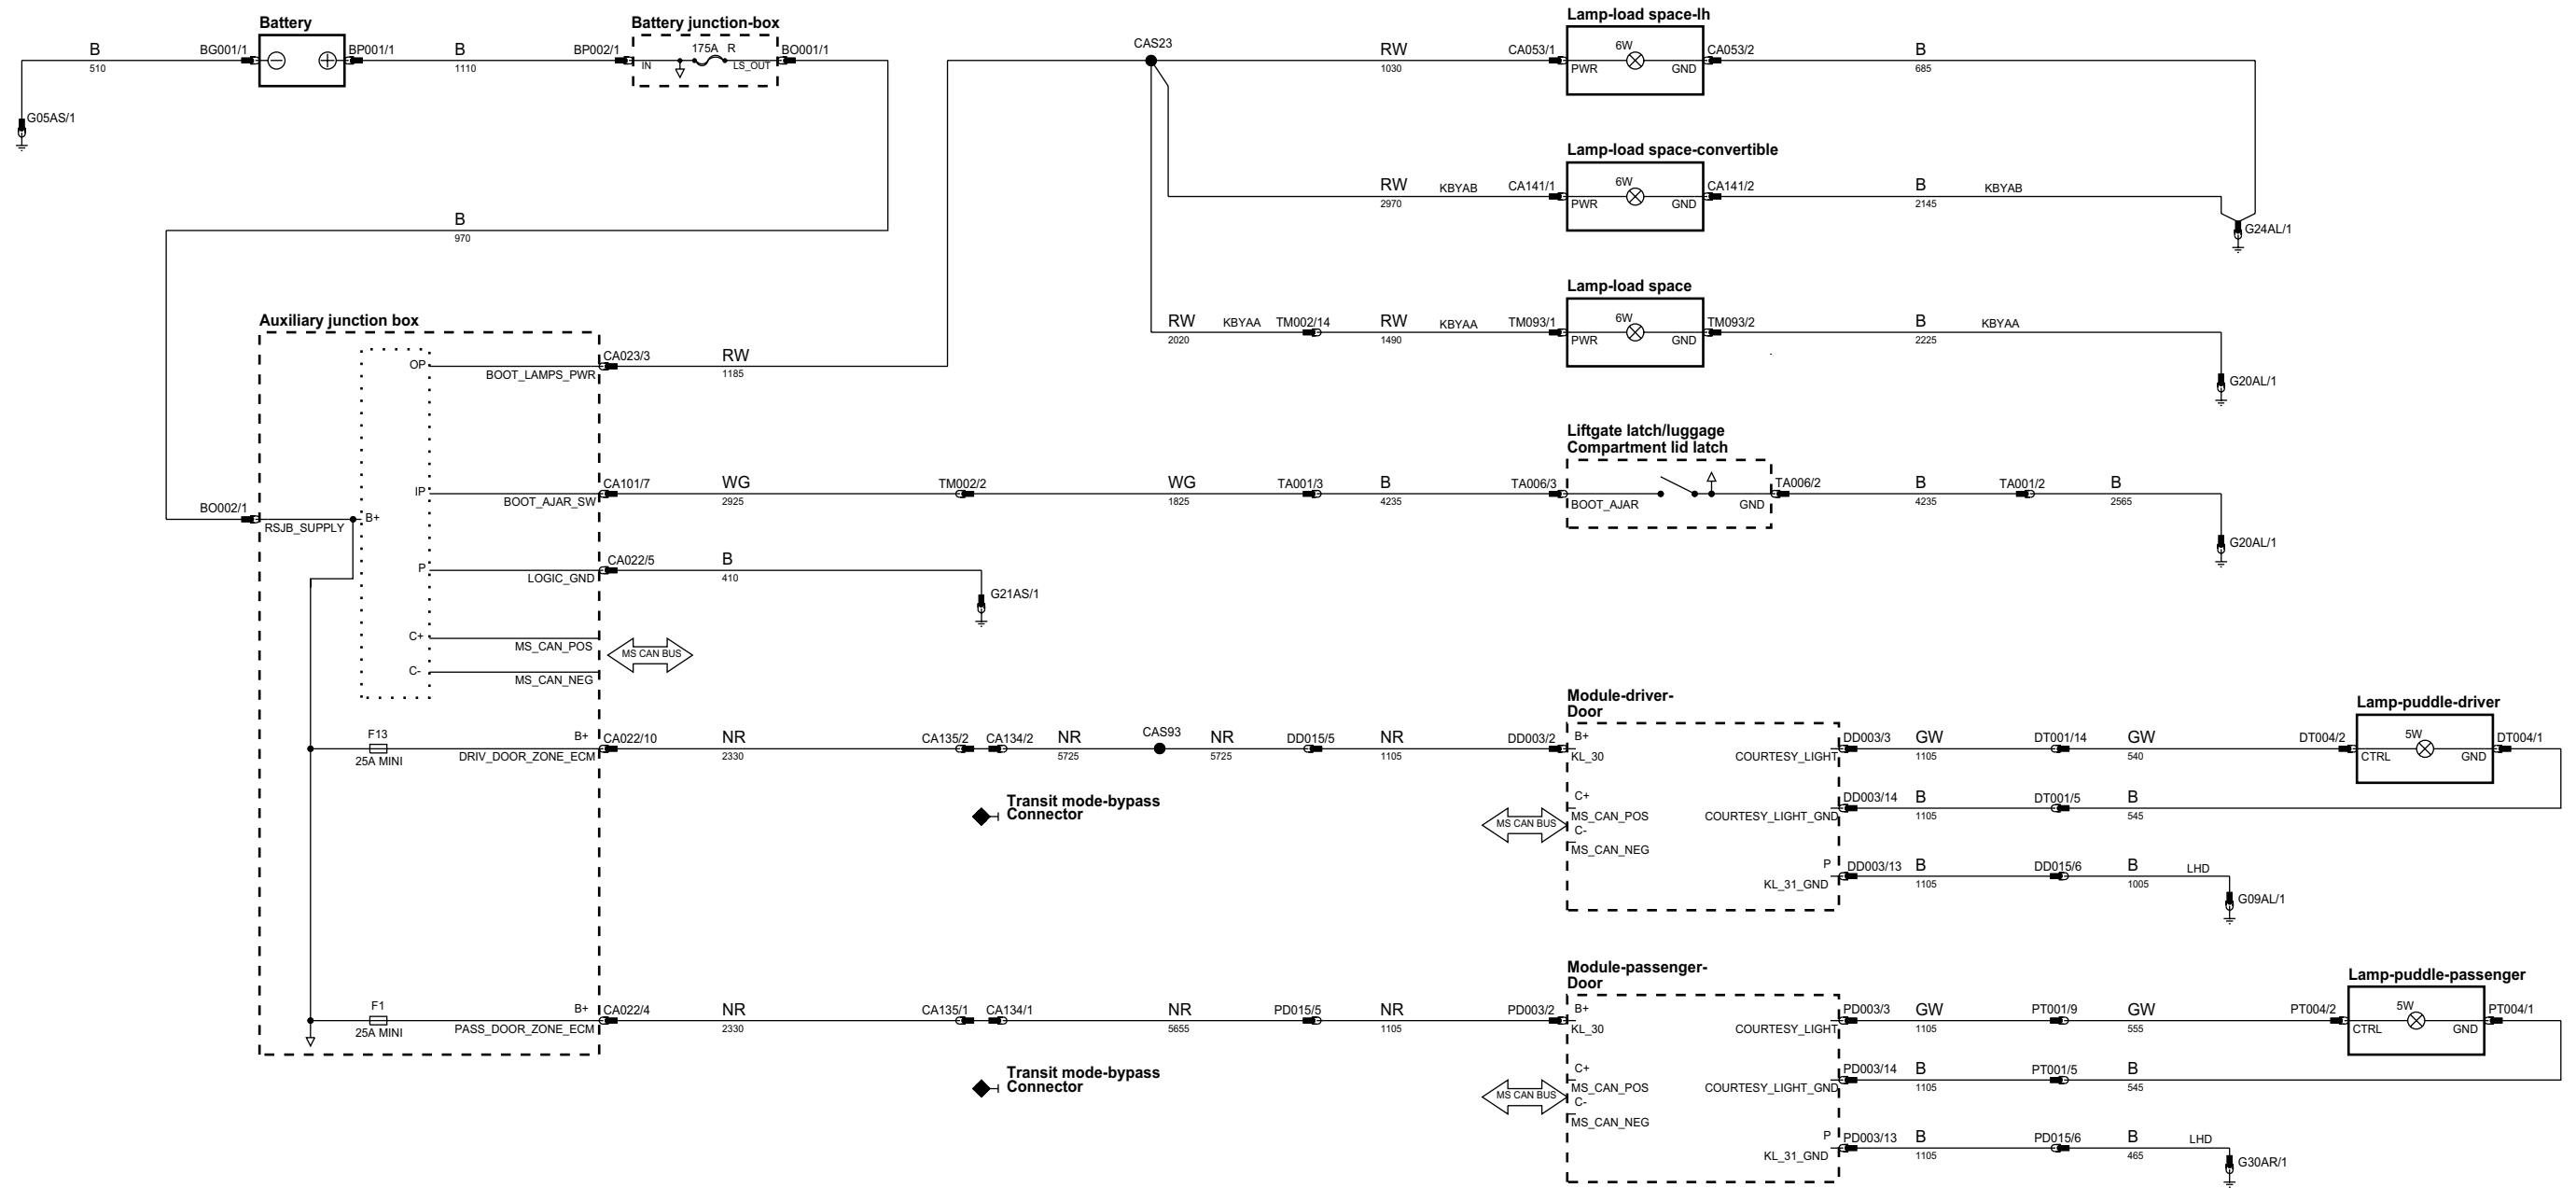 Battery
Battery junction-box
Lamp-load space-lh
B
510
BG001/1
BP001/1
B
1110
BP002/1
175A R
IN
LS_OUT
BO001/1
CAS23
RW
1030
CA053/1
6W
PWR
GND
CA053/2
B
685
G05AS/1
Lamp-load space-convertible
RW
2970
KBYAB
CA141/1
6W
PWR
GND
CA141/2
B
2145
KBYAB
G24AL/1
B
970
Lamp-load space
RW
2020
KBYAA
TM002/14
RW
1490
KBYAA
TM093/1
6W
PWR
GND
TM093/2
B
2225
KBYAA
G20AL/1
Auxiliary junction box
OP
BOOT_LAMPS_PWR
CA023/3
RW
1185
Liftgate latch/luggage
Compartment lid latch
IP
BOOT_AJAR_SW
CA101/7
WG
2925
TM002/2
WG
1825
TA001/3
B
4235
TA006/3
BOOT_AJAR
GND
TA006/2
B
4235
TA001/2
B
2565
G20AL/1
BO002/1
RSJB_SUPPLY
B+
P
LOGIC_GND
CA022/5
B
410
G21AS/1
C+
MS_CAN_POS
C-
MS_CAN_NEG
MS CAN BUS
F13
25A MINI
B+
DRIV_DOOR_ZONE_ECM
CA022/10
NR
2330
CA135/2
CA134/2
NR
5725
CAS93
NR
5725
DD015/5
NR
1105
DD003/2
Module-driver-
Door
B+
KL_30
COURTESY_LIGHT
DD003/3
GW
1105
DT001/14
GW
540
DT004/2
Lamp-puddle-driver
5W
CTRL
GND
DT004/1
Transit mode-bypass
Connector
MS CAN BUS
C+
MS_CAN_POS
C-
MS_CAN_NEG
COURTESY_LIGHT_GND
DD003/14
B
1105
DT001/5
B
545
P
KL_31_GND
DD003/13
B
1105
DD015/6
B
1005
LHD
G09AL/1
F1
25A MINI
B+
PASS_DOOR_ZONE_ECM
CA022/4
NR
2330
CA135/1
CA134/1
NR
5655
PD015/5
NR
1105
PD003/2
Module-passenger-
Door
B+
KL_30
COURTESY_LIGHT
PD003/3
GW
1105
PT001/9
GW
555
PT004/2
Lamp-puddle-passenger
5W
CTRL
GND
PT004/1
Transit mode-bypass
Connector
MS CAN BUS
C+
MS_CAN_POS
C-
MS_CAN_NEG
COURTESY_LIGHT_GND
PD003/14
B
1105
PT001/5
B
545
P
KL_31_GND
PD003/13
B
1105
PD015/6
B
465
LHD
G30AR/1